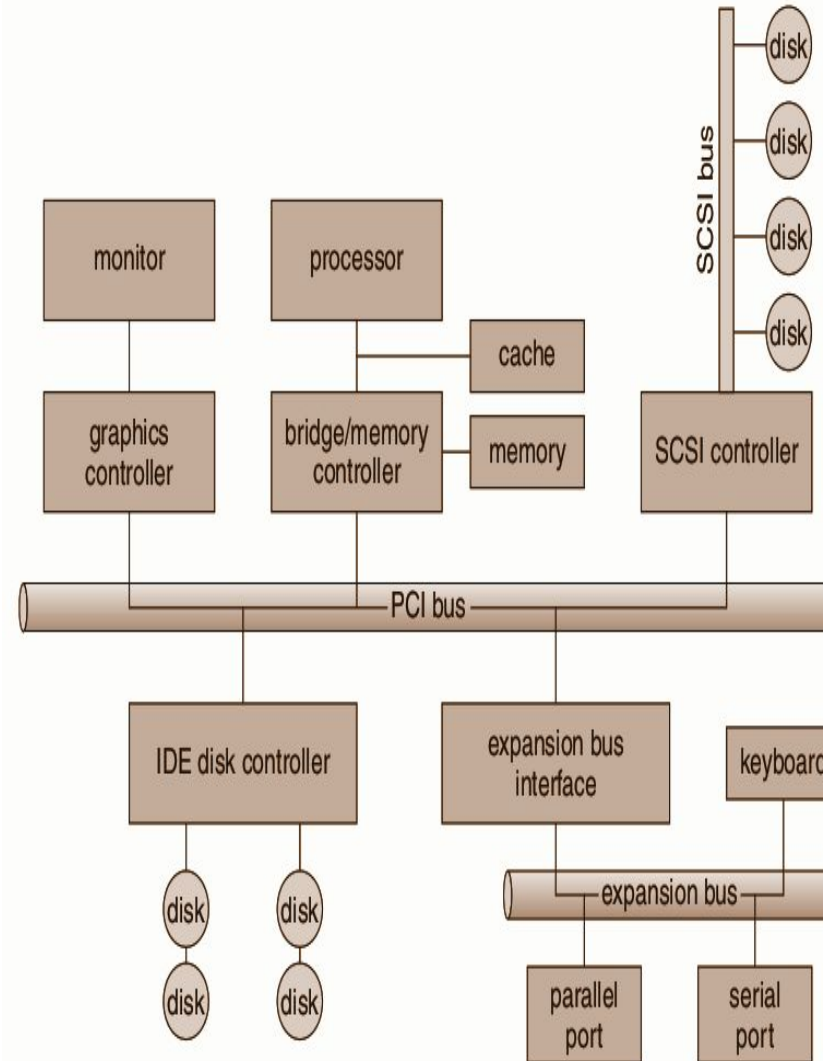 disk
disk
disk
disk
SCSI bus
monitor
processor
cache
graphics
controller
bridge/memory
controller
memory
SCSI controller
PCI bus
IDE disk controller
expansion bus
interface
keyboard
disk
disk
expansion bus
disk
disk
parallel
port
serial
port